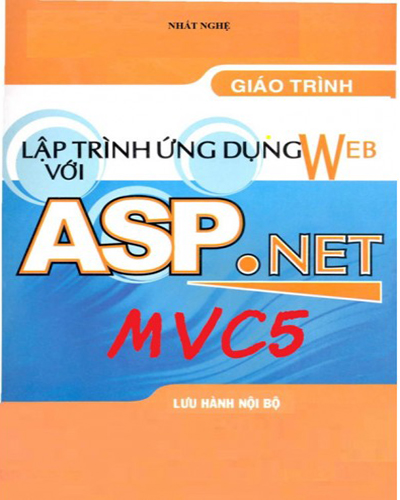 NHẤT NGHỆ
GIÁO TRÌNH
LẬP TRÌNH ỨNG DỤNG WEB
VỚI
ASP.NET
MVC5
LƯU HÀNH NỘI BỘ